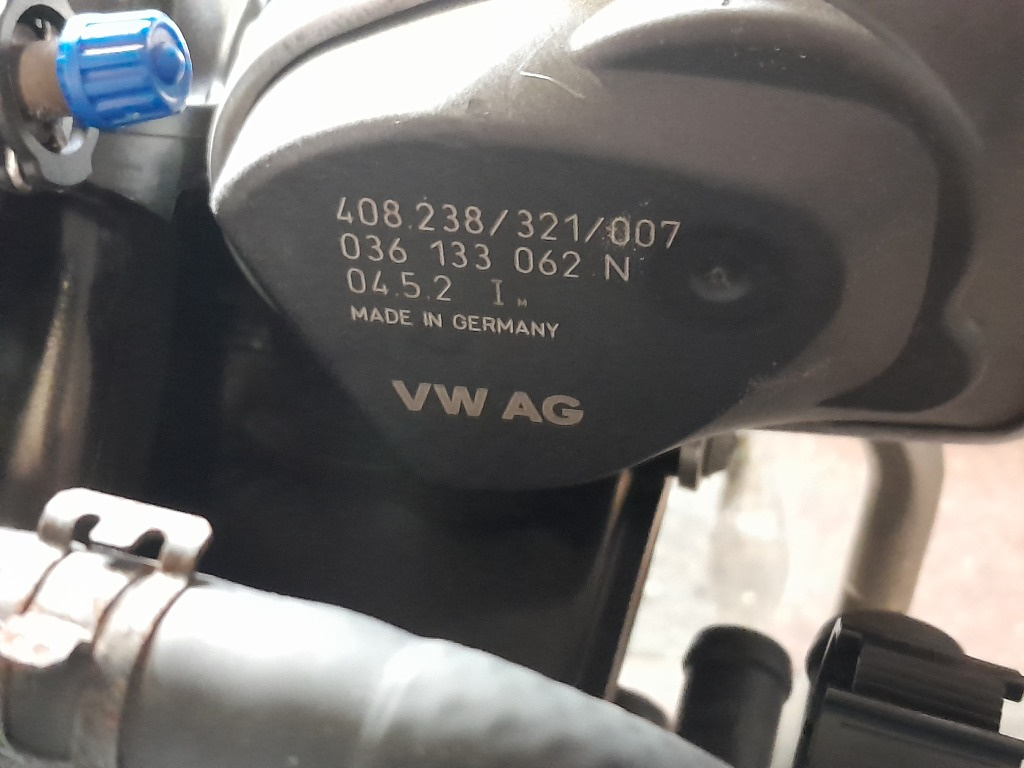 408.238/321/007
036 133 062 N
04.5.2 I M
MADE IN GERMANY
VW AG